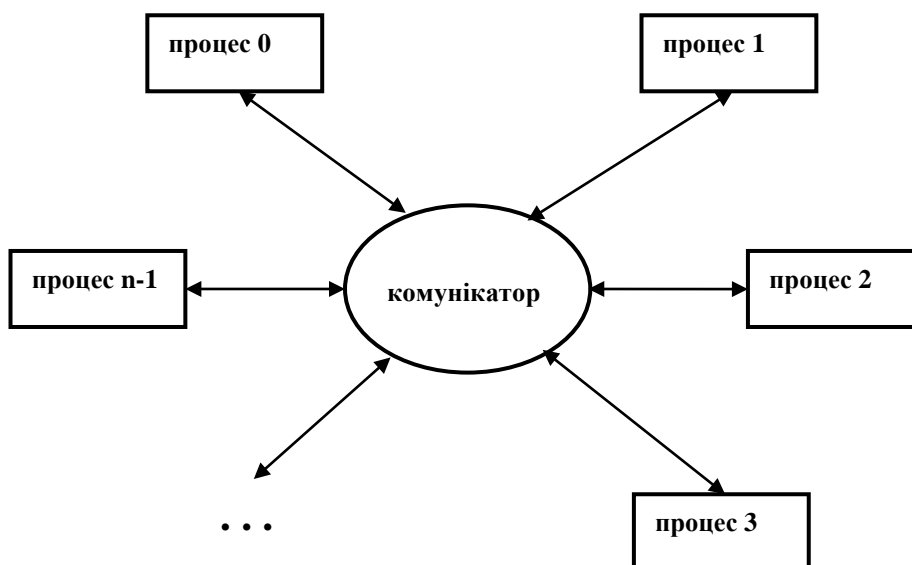 процес 0
процес 1
процес n-1
комунікатор
процес 2
. . .
процес 3